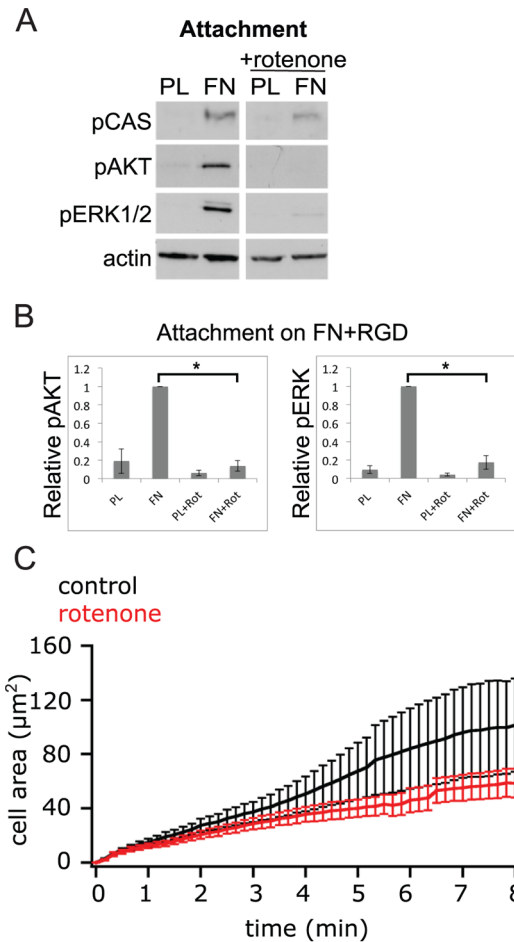 A
Attachment
+rotenone
PL FN PL FN
pCAS
pAKT
pERK1/2
actin
B
Attachment on FN+RGD
Relative pAKT
1.2
1
0.8
0.6
0.4
0.2
0
PL FN PL+Rot FN+Rot
*
Relative pERK
1.2
1
0.8
0.6
0.4
0.2
0
PL FN PL+Rot FN+Rot
*
C
control
rotenone
cell area (µm²)
160
120
80
40
0
0 1 2 3 4 5 6 7 8
time (min)